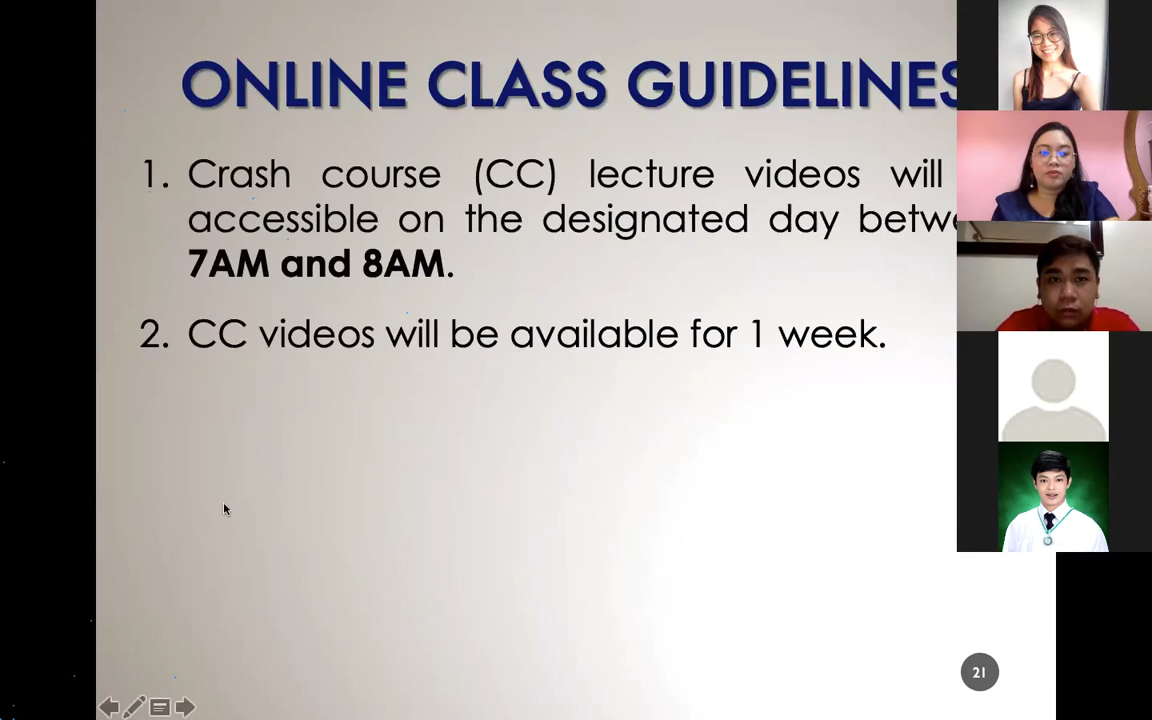 ONLINE CLASS GUIDELINES
1. Crash course (CC) lecture videos will
accessible on the designated day betwe
7AM and 8AM.
2. CC videos will be available for 1 week.
21